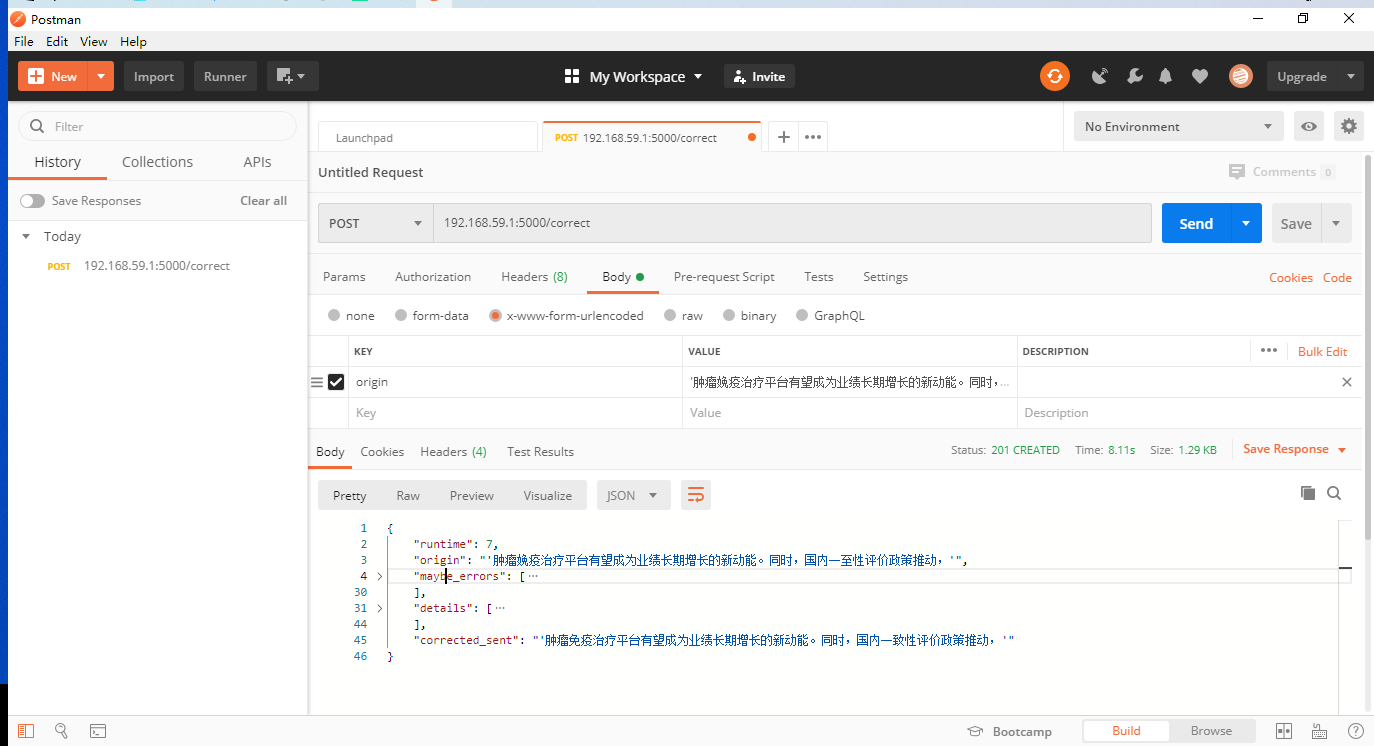 Postman
File Edit View Help
New Import Runner My Workspace Invite Upgrade
Filter
History Collections APIs
Save Responses Clear all
Today
POST 192.168.59.1:5000/correct
Launchpad POST 192.168.59.1:5000/correct No Environment
Untitled Request Comments 0
POST 192.168.59.1:5000/correct Send Save
Params Authorization Headers (8) Body Pre-request Script Tests Settings Cookies Code
none form-data x-www-form-urlencoded raw binary GraphQL
KEY VALUE DESCRIPTION Bulk Edit
origin '肿瘤娩疫治疗平台有望成为业绩长期增长的新动能。同时，...
Key Value Description
Body Cookies Headers (4) Test Results Status: 201 CREATED Time: 8.11s Size: 1.29 KB Save Response
Pretty Raw Preview Visualize JSON
1 {
2 "runtime": 7,
3 "origin": "'肿瘤娩疫治疗平台有望成为业绩长期增长的新动能。同时，国内一至性评价政策推动，'",
4 "maybe_errors": [⋯
30 ],
31 "details": [⋯
44 ],
45 "corrected_sent": "'肿瘤免疫治疗平台有望成为业绩长期增长的新动能。同时，国内一致性评价政策推动，'"
46 }
Bootcamp Build Browse